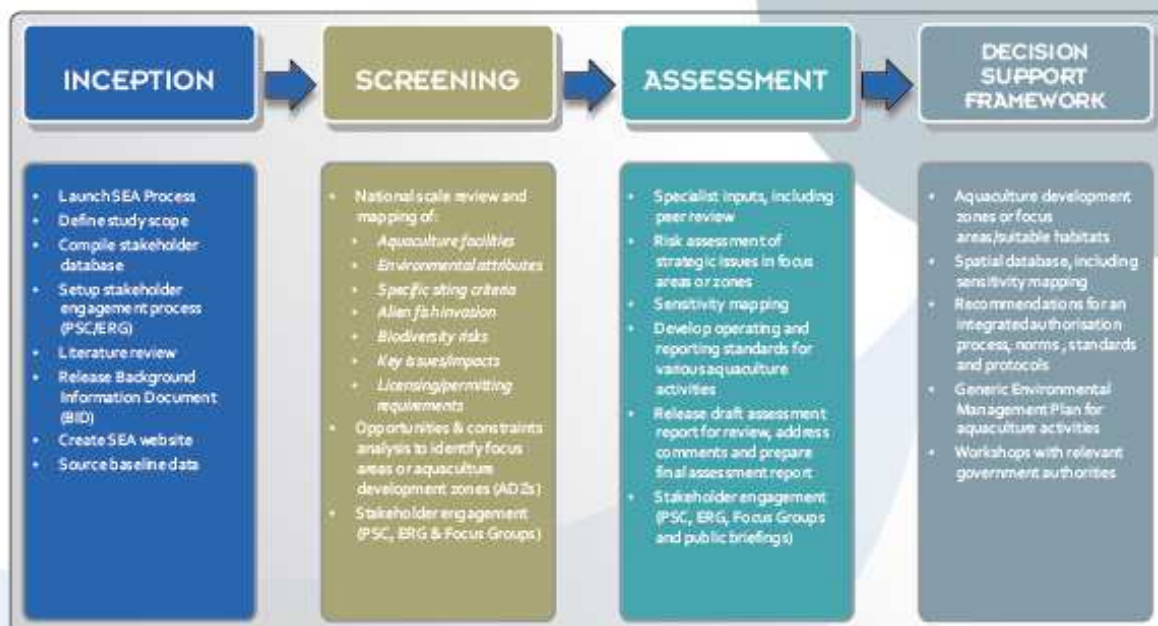 INCEPTION
SCREENING
ASSESSMENT
DECISION
SUPPORT
FRAMEWORK
• Launch SEA Process
• Define study scope
• Compile stakeholder
database
• Setup stakeholder
engagement process
(PSC/ERG)
• Literature review
• Release Background
Information Document
(BID)
• Create SEA website
• Source baseline data
• National scale review and
mapping of:
• Aquaculture facilities
• Environmental attributes
• Specific siting criteria
• Alien fish invasion
• Biodiversity risks
• Key issues/impacts
• Licensing/permitting
requirements
• Opportunities & constraints
analysis to identify focus
areas or aquaculture
development zones (ADZs)
• Stakeholder engagement
(PSC, ERG & Focus Groups)
• Specialist inputs, including
peer review
• Risk assessment of
strategic issues in focus
areas or zones
• Sensitivity mapping
• Develop operating and
reporting standards for
various aquaculture
activities
• Release draft assessment
report for review, address
comments and prepare
final assessment report
• Stakeholder engagement
(PSC, ERG, Focus Groups
and public briefings)
• Aquaculture development
zones or focus
areas/suitable habitats
• Spatial database, including
sensitivity mapping
• Recommendations for an
integrated authorisation
process, norms , standards
and protocols
• Generic Environmental
Management Plan for
aquaculture activities
• Workshops with relevant
government authorities